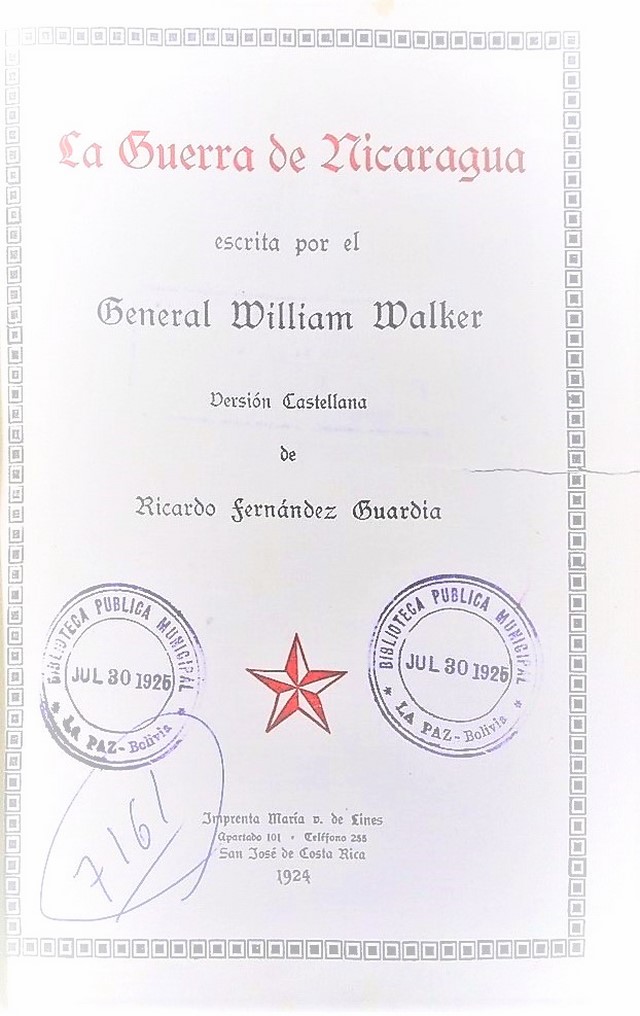 La Guerra de Nicaragua
escrita por el
General William Walker
Versión Castellana
de
Ricardo Fernández Guardia
BIBLIOTECA PUBLICA MUNICIPAL
JUL 30 1925
* LA PAZ - Bolivia *
BIBLIOTECA PUBLICA MUNICIPAL
JUL 30 1925
* LA PAZ - Bolivia *
7161
Imprenta María v. de Lines
Apartado 101 • Teléfono 255
San José de Costa Rica
1924